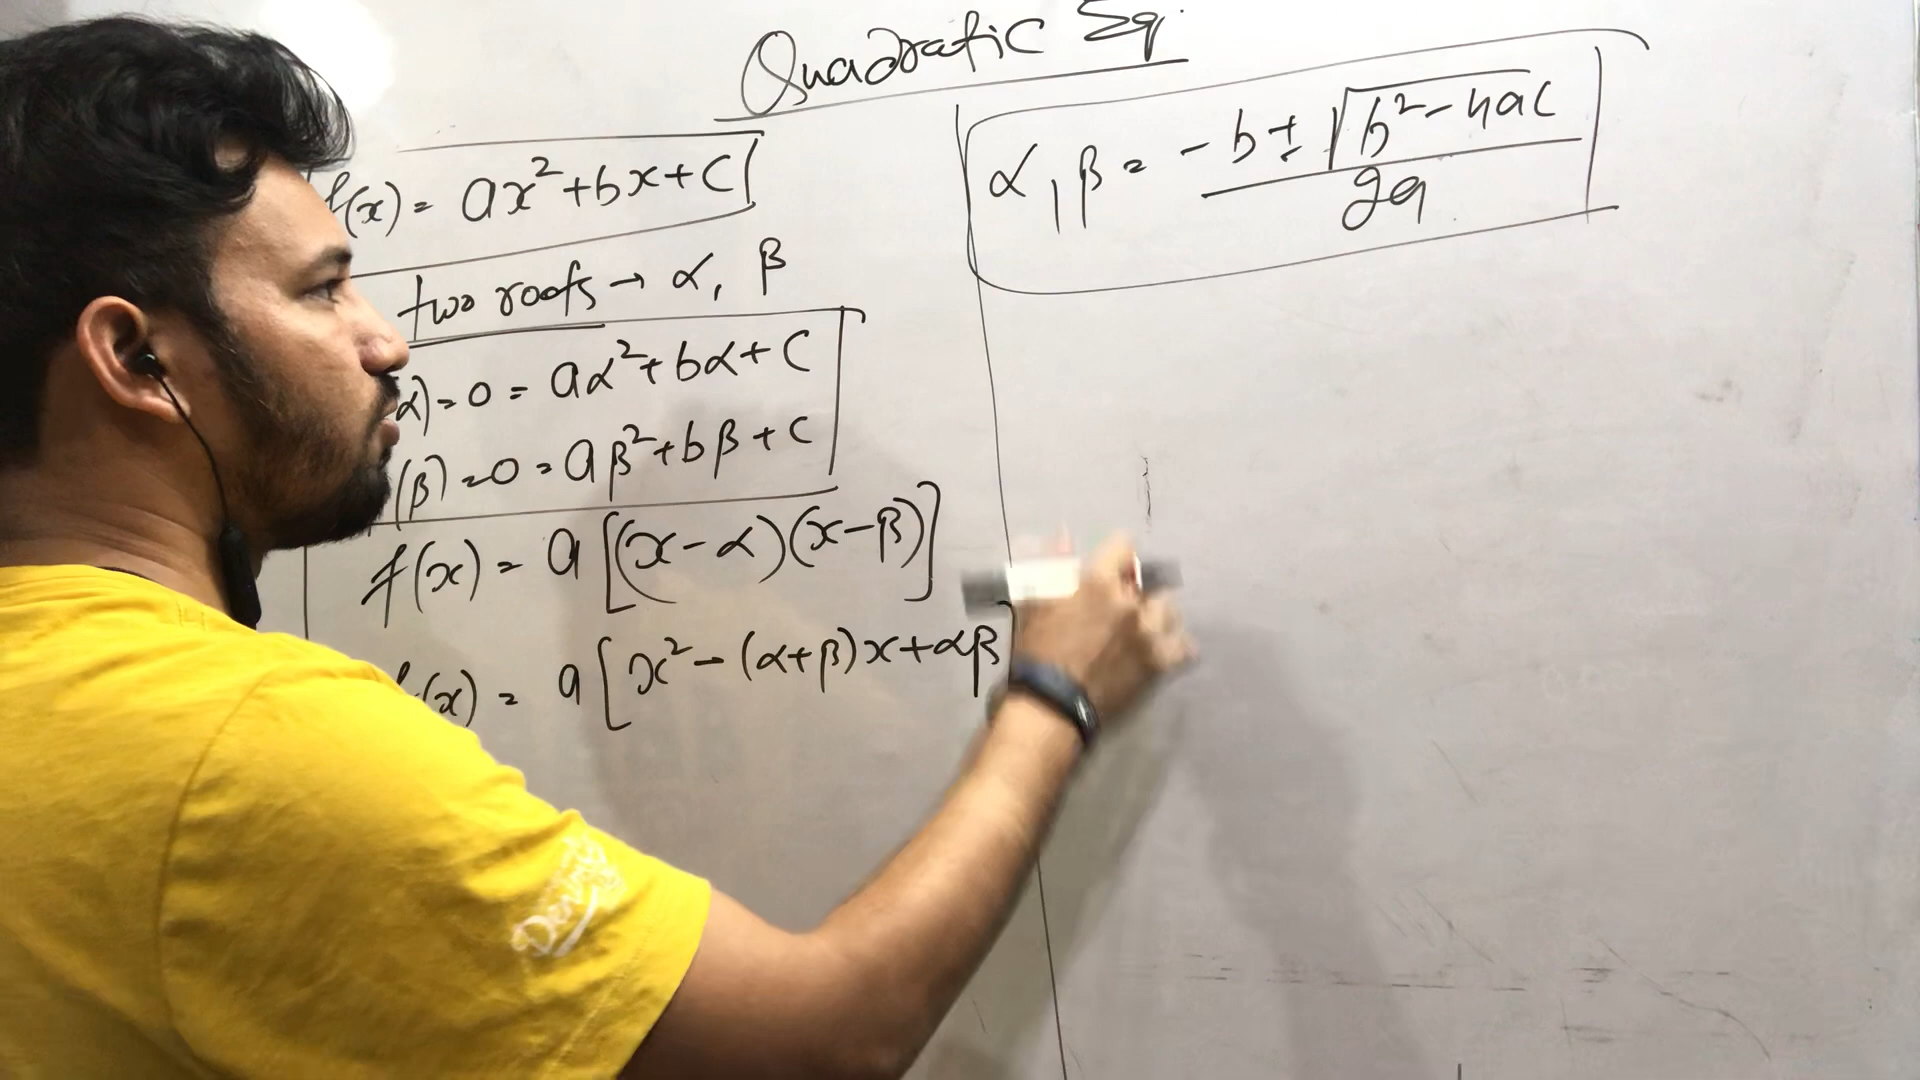 Quadratic Eq.
f(x) = ax²+bx+c
two roots → α, β
α) = 0 = aα²+bα+c
(β) = 0 = aβ²+bβ+c
f(x) = a[(x-α)(x-β)]
(x) = a[x²-(α+β)x+αβ
α, β = -b±√b²-4ac
2a